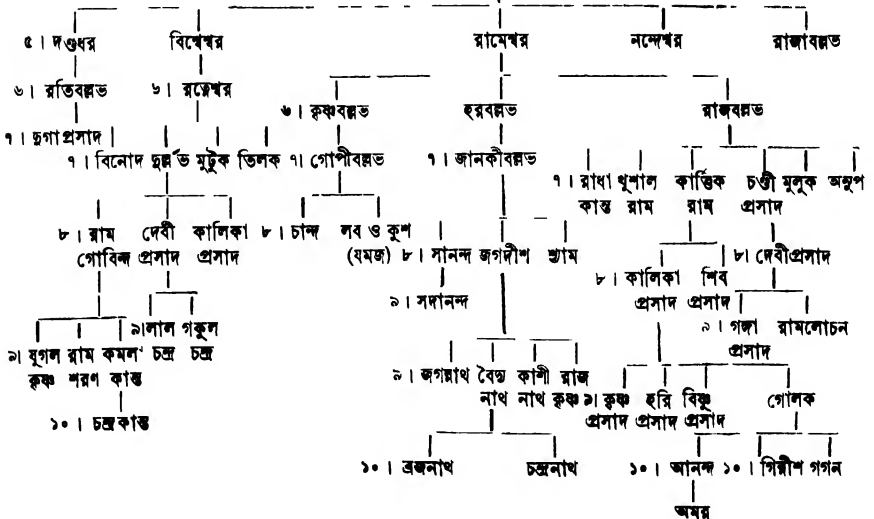 ৫। দণ্ডধর বিশ্বেশ্বর রামেশ্বর নন্দেশ্বর রাজাবল্লভ
৬। রতিবল্লভ ৬। রত্নেশ্বর
৬। কৃষ্ণবল্লভ হরবল্লভ রাজবল্লভ
৭। দুর্গাপ্রসাদ
৭। বিনোদ দুর্ল্লভ মুটুক তিলক ৭। গোপীবল্লভ ৭। জানকীবল্লভ
৭। রাধা খুশাল কার্ত্তিক চণ্ডী মূলুক অনুপ
কান্ত রাম রাম প্রসাদ
৮। রাম দেবী কালিকা ৮। চান্দ লব ও কুশ
গোবিন্দ প্রসাদ প্রসাদ (যমজ) ৮। সানন্দ জগদীশ শ্যাম
৮। কালিকা শিব ৮। দেবীপ্রসাদ
প্রসাদ প্রসাদ
৯। সদানন্দ
৯। লাল গকুল
চন্দ্র চন্দ্র
৯। গঙ্গা রামলোচন
প্রসাদ
৯। যুগল রাম কমল
কৃষ্ণ শরণ কান্ত
৯। জগন্নাথ বৈদ্য কাশী রাজ
নাথ নাথ কৃষ্ণ ৯। কৃষ্ণ হরি বিষ্ণু গোলক
প্রসাদ প্রসাদ প্রসাদ
১০। চন্দ্রকান্ত
১০। ব্রজনাথ চন্দ্রনাথ ১০। আনন্দ ১০। গিরীশ গগন
অমর